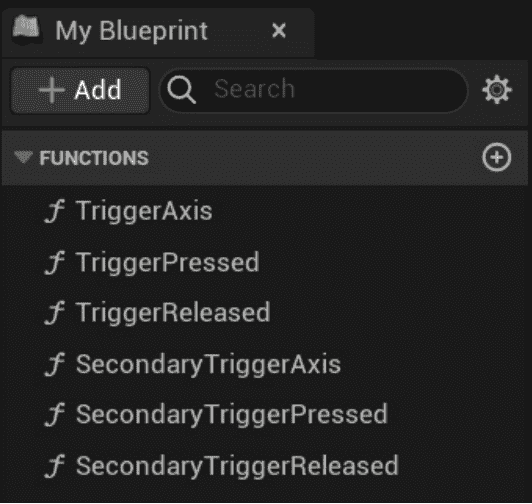 My Blueprint
Add
Search
FUNCTIONS
TriggerAxis
TriggerPressed
TriggerReleased
SecondaryTriggerAxis
SecondaryTriggerPressed
SecondaryTriggerReleased